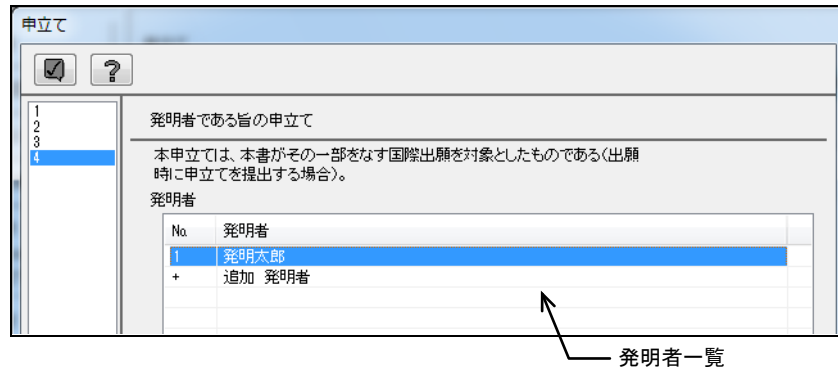 申立て
1
2
3
4
発明者である旨の申立て
本申立ては、本書がその一部をなす国際出願を対象としたものである(出願
時に申立てを提出する場合)。
発明者
No. 発明者
1 発明太郎
+ 追加 発明者
発明者一覧